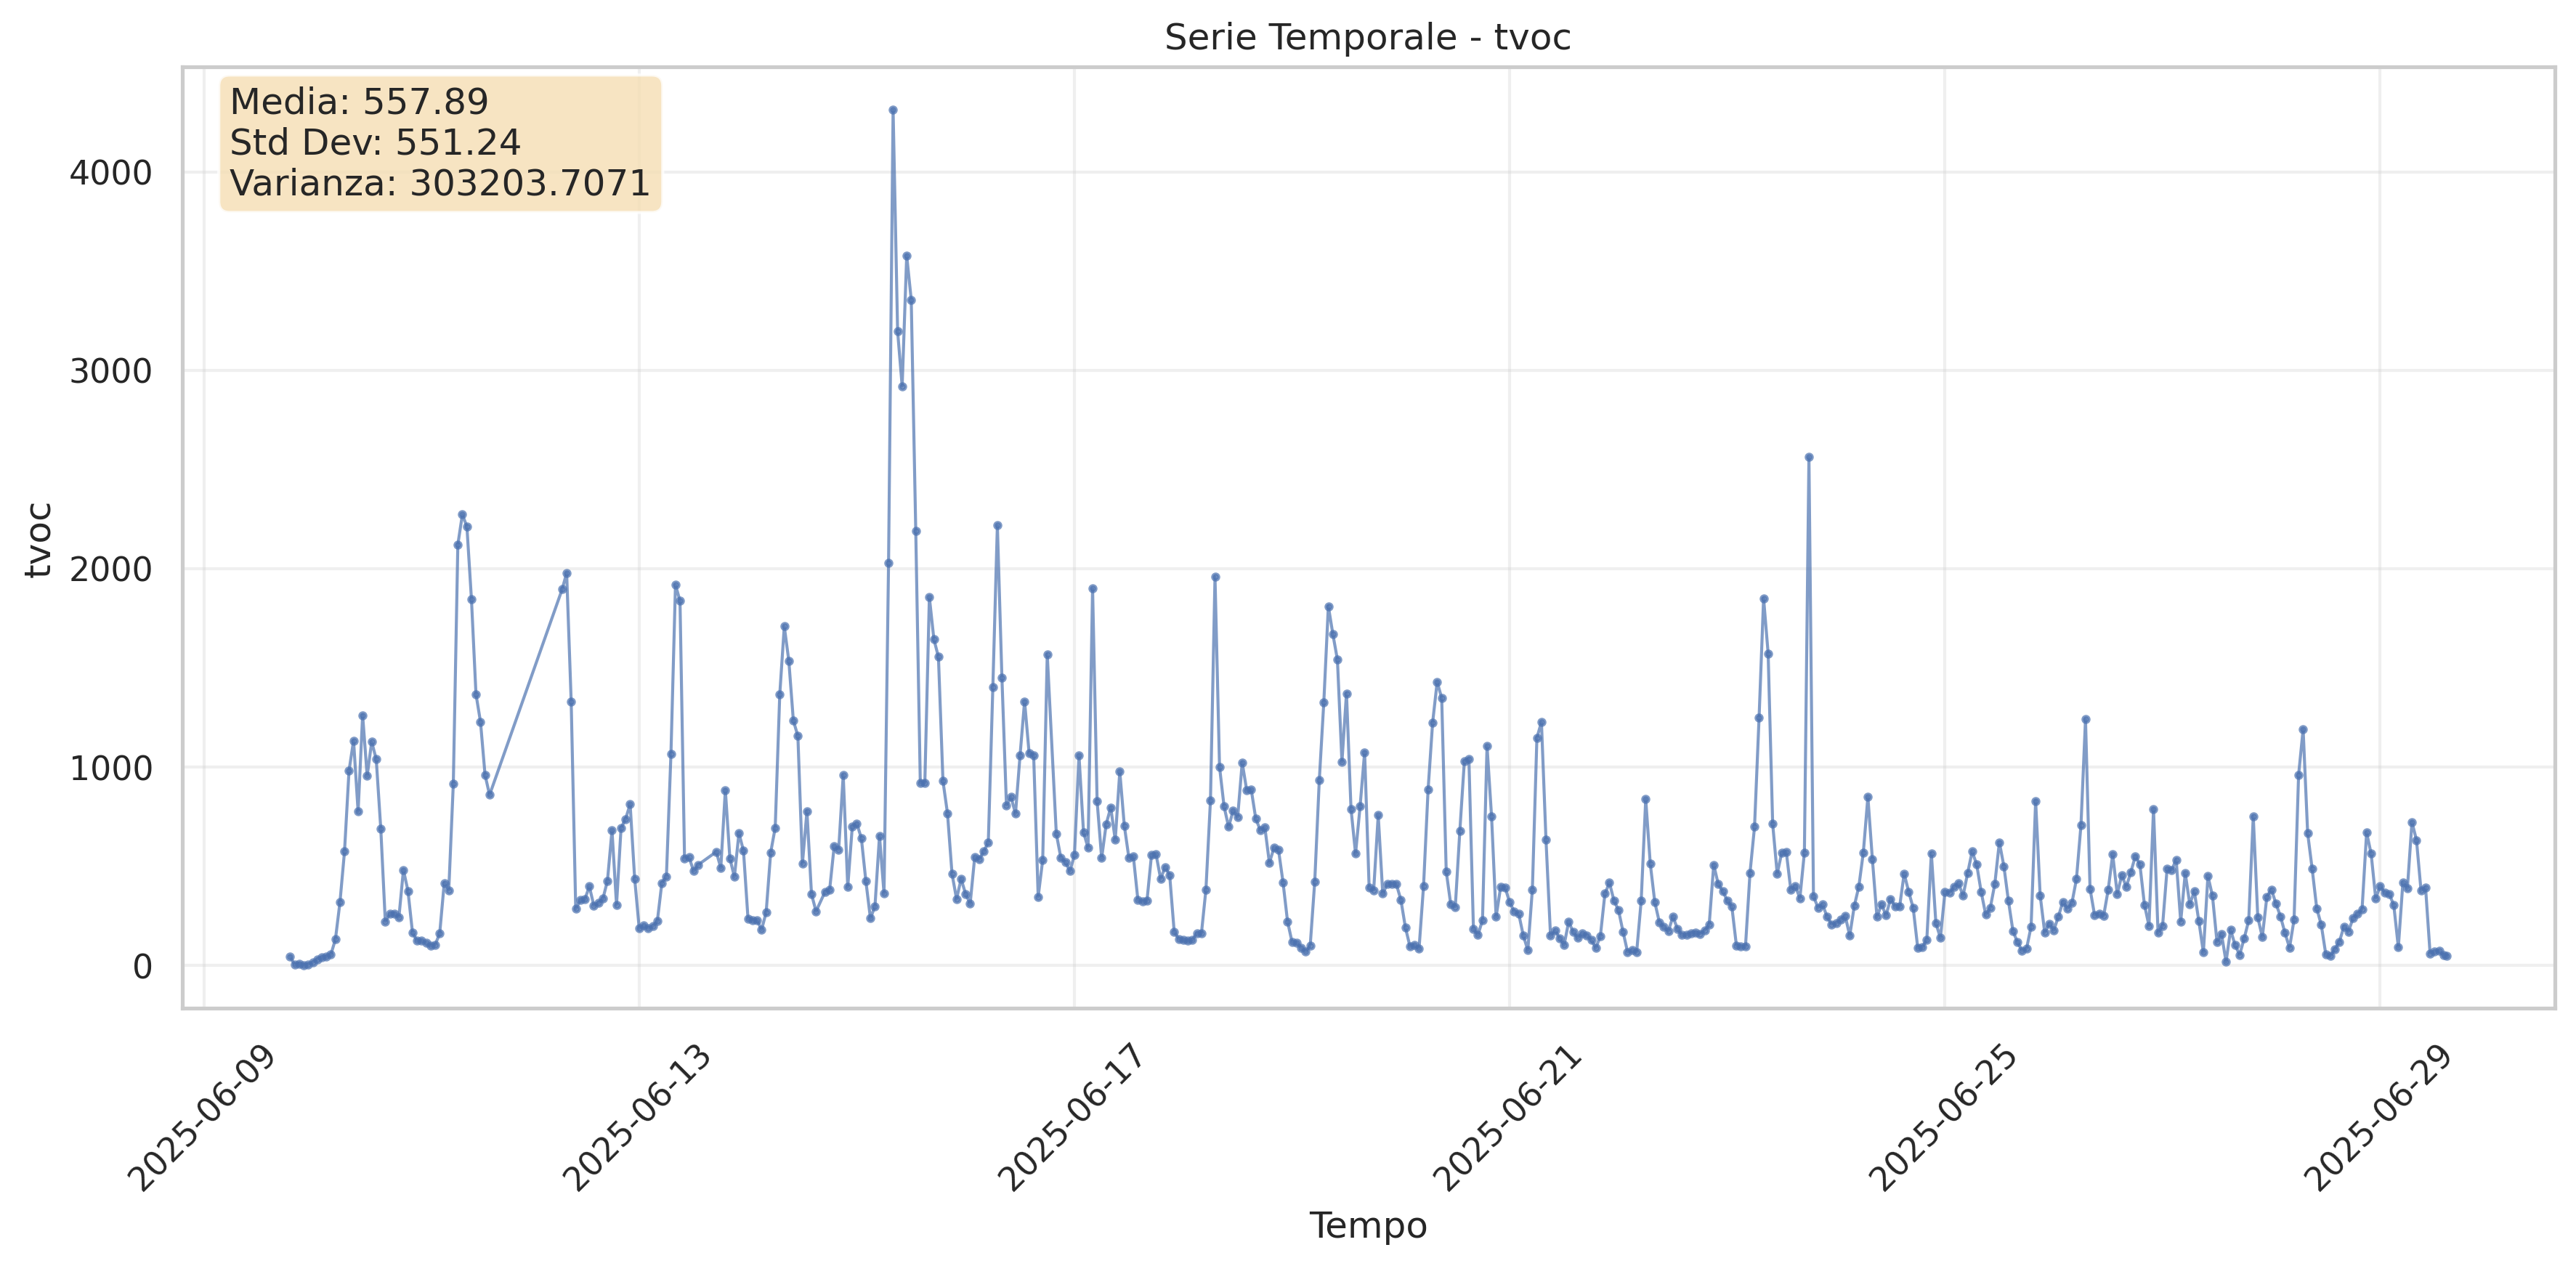 Serie Temporale - tvoc
Media: 557.89
Std Dev: 551.24
Varianza: 303203.7071
4000
3000
2000
1000
0
tvoc
2025-06-09
2025-06-13
2025-06-17
2025-06-21
2025-06-25
2025-06-29
Tempo